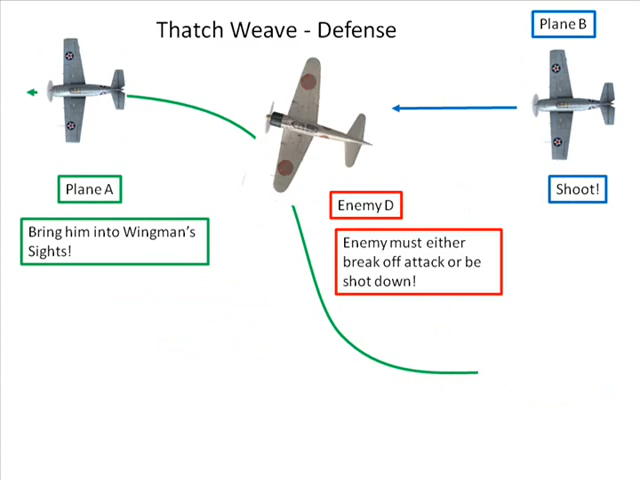 Thatch Weave - Defense
Plane B
Plane A
Shoot!
Enemy D
Bring him into Wingman's
Sights!
Enemy must either
break off attack or be
shot down!